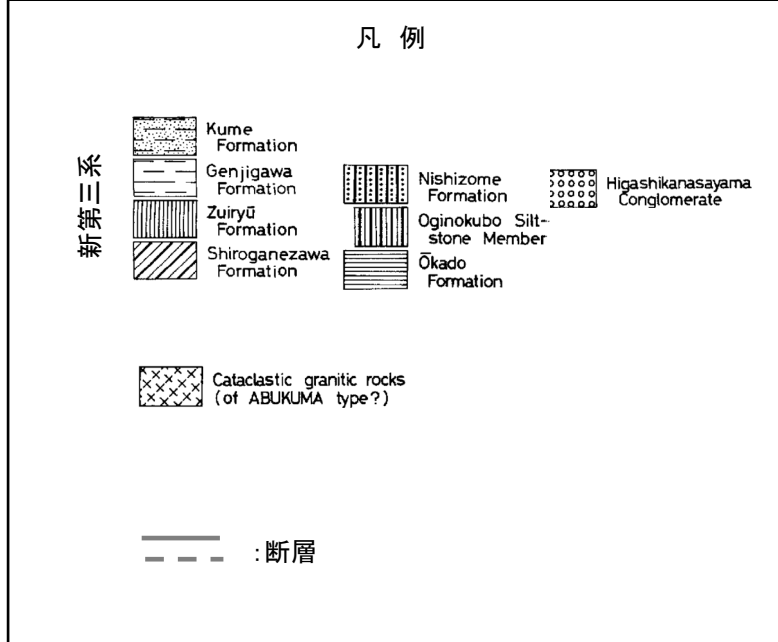 凡 例
新第三系
Kume
Formation
Genjigawa
Formation
Zuiryū
Formation
Shiroganezawa
Formation
Nishizome
Formation
Oginokubo Silt-
stone Member
Ōkado
Formation
Higashikanasayama
Conglomerate
Cataclastic granitic rocks
(of ABUKUMA type?)
:断層